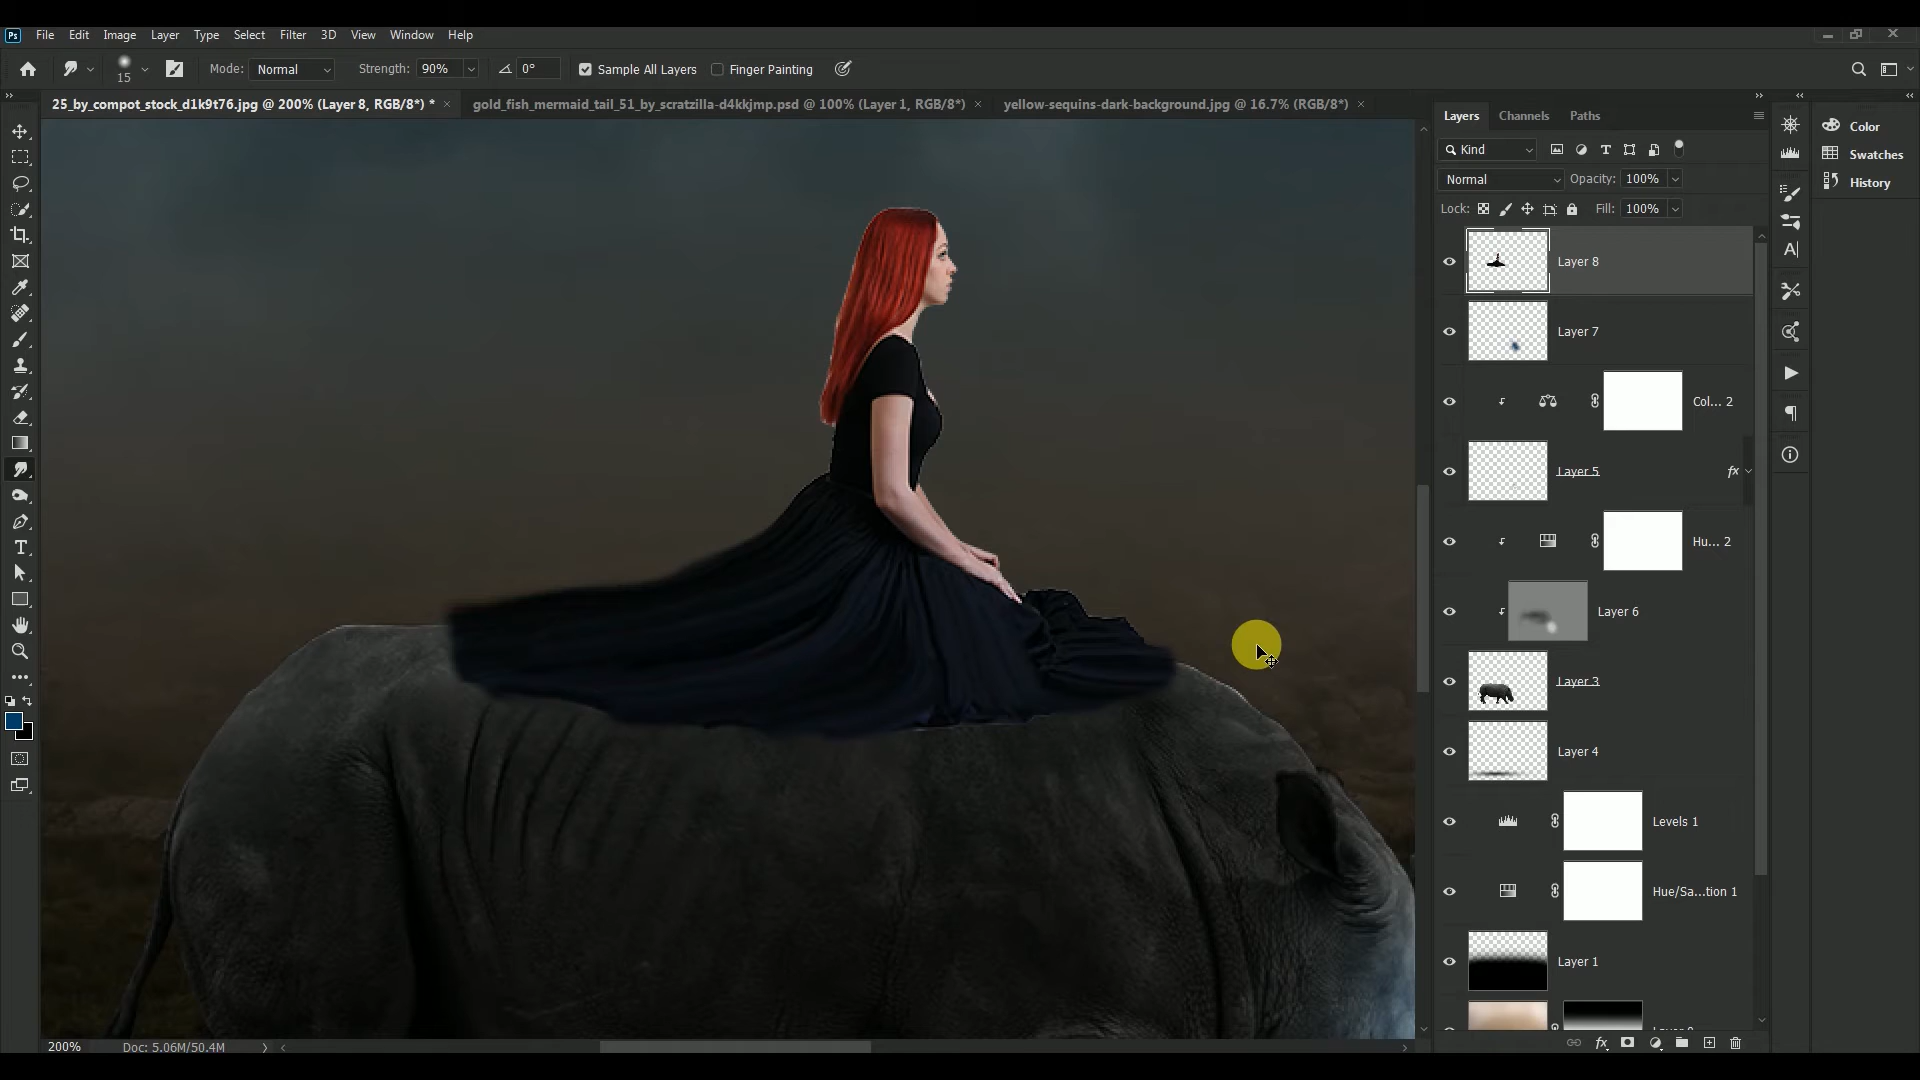 Ps File Edit Image Layer Type Select Filter 3D View Window Help
15 Mode: Normal Strength: 90% 0° Sample All Layers Finger Painting
25_by_compot_stock_d1k9t76.jpg @ 200% (Layer 8, RGB/8*) * × gold_fish_mermaid_tail_51_by_scratzilla-d4kkjmp.psd @ 100% (Layer 1, RGB/8*) × yellow-sequins-dark-background.jpg @ 16.7% (RGB/8*) ×
Layers Channels Paths
Kind
Normal Opacity: 100%
Lock: Fill: 100%
Layer 8
Layer 7
Col... 2
Layer 5 fx
Hu... 2
Layer 6
Layer 3
Layer 4
Levels 1
Hue/Sa...tion 1
Layer 1
fx
Color
Swatches
History
200% Doc: 5.06M/50.4M